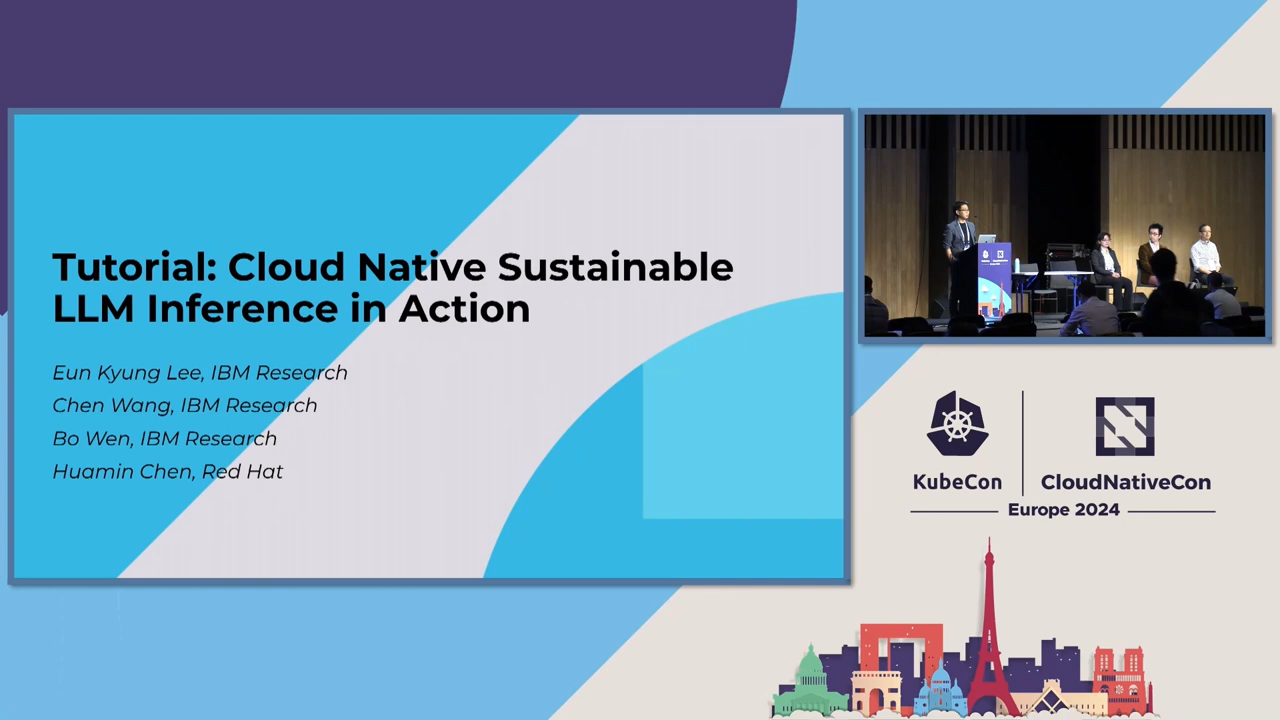 Tutorial: Cloud Native Sustainable
LLM Inference in Action
Eun Kyung Lee, IBM Research
Chen Wang, IBM Research
Bo Wen, IBM Research
Huamin Chen, Red Hat
KubeCon
CloudNativeCon
Europe 2024